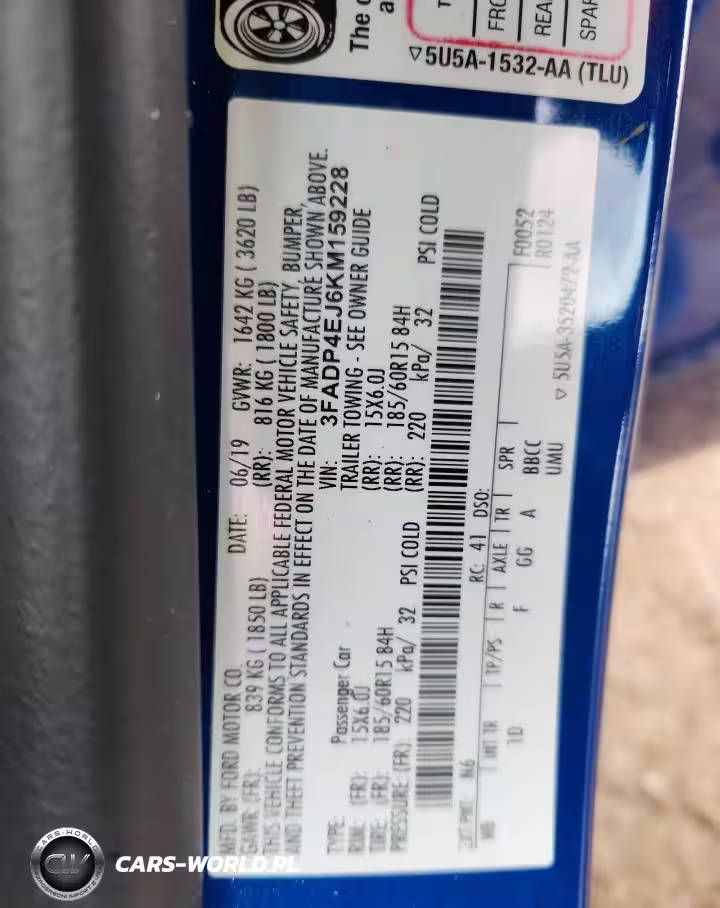 The c
a
T
FRO
REA
SPAR
▽5U5A-1532-AA (TLU)
MFD. BY FORD MOTOR CO. DATE: 06/19 GVWR: 1642 KG ( 3620 LB)
GAWR: (FR): 839 KG ( 1850 LB) (RR): 816 KG ( 1800 LB)
THIS VEHICLE CONFORMS TO ALL APPLICABLE FEDERAL MOTOR VEHICLE SAFETY, BUMPER,
AND THEFT PREVENTION STANDARDS IN EFFECT ON THE DATE OF MANUFACTURE SHOWN ABOVE.
VIN: 3FADP4EJ6KM159228
TYPE: Passenger Car TRAILER TOWING - SEE OWNER GUIDE
RIM: (FR): 15X6.0J (RR): 15X6.0J
TIRE: (FR): 185/60R15 84H (RR): 185/60R15 84H
PRESSURE: (FR): 220 kPa/ 32 PSI COLD (RR): 220 kPa/ 32 PSI COLD
EXT PNT: N6 RC: 41 DSO:
WB INT TR TP/PS R AXLE TR SPR F0052
1D F GG A BBCC R0124
UMU
▽ 5U5A-3520472-AA
CARS-WORLD
CW
BEZPOŚREDNI IMPORT Z USA
CARS-WORLD.PL